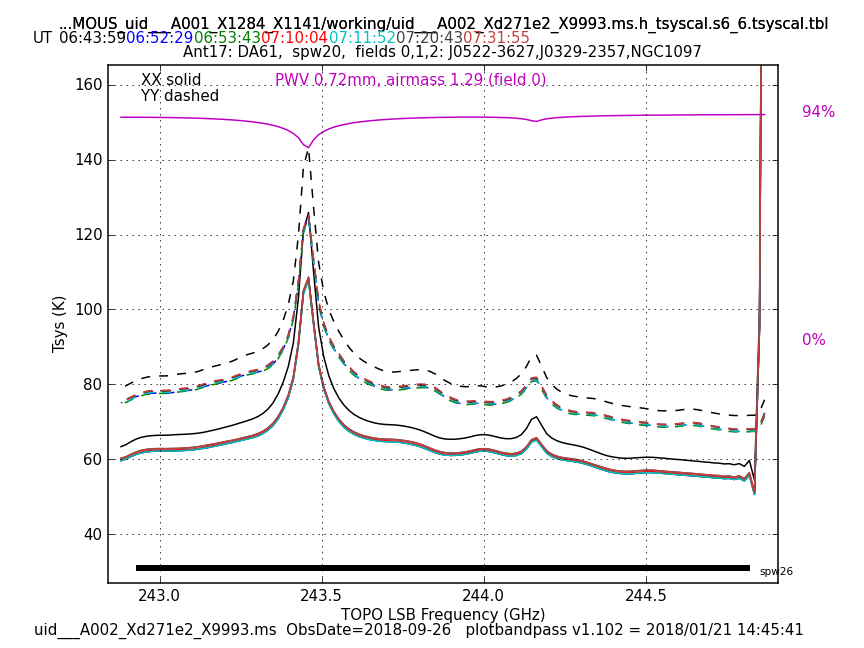 ...MOUS_uid___A001_X1284_X1141/working/uid___A002_Xd271e2_X9993.ms.h_tsyscal.s6_6.tsyscal.tbl
UT 06:43:59 06:52:29 06:53:43 07:10:04 07:11:52 07:20:43 07:31:55
Ant17: DA61, spw20, fields 0,1,2: J0522-3627,J0329-2357,NGC1097
XX solid
YY dashed
PWV 0.72mm, airmass 1.29 (field 0)
94%
0%
160
140
120
100
80
60
40
Tsys (K)
spw26
243.0 243.5 244.0 244.5
TOPO LSB Frequency (GHz)
uid___A002_Xd271e2_X9993.ms ObsDate=2018-09-26 plotbandpass v1.102 = 2018/01/21 14:45:41